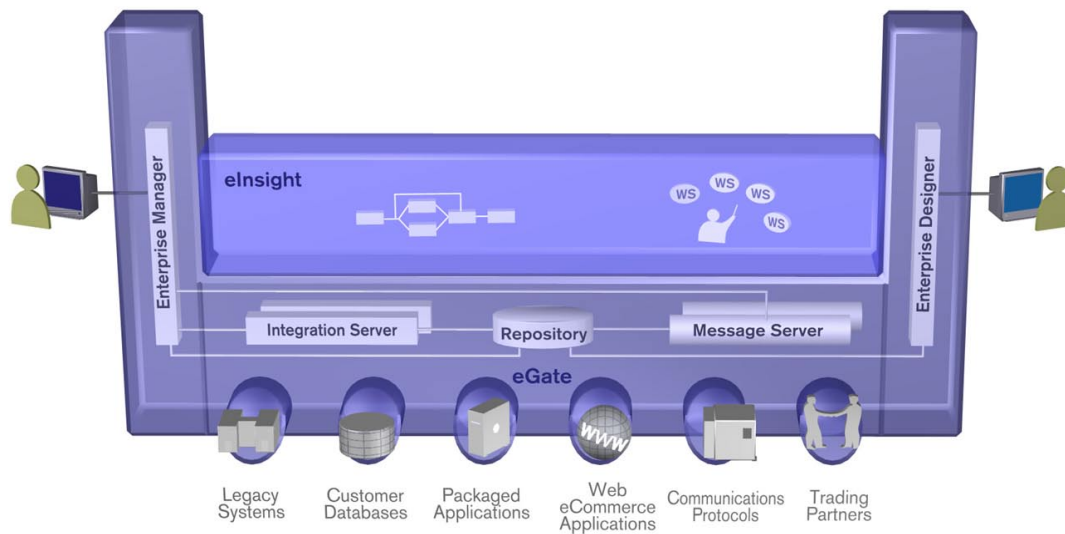 eInsight
WS
WS
WS
WS
Enterprise Manager
Enterprise Designer
Integration Server
Repository
Message Server
eGate
WWW
Legacy
Systems
Customer
Databases
Packaged
Applications
Web
eCommerce
Applications
Communications
Protocols
Trading
Partners